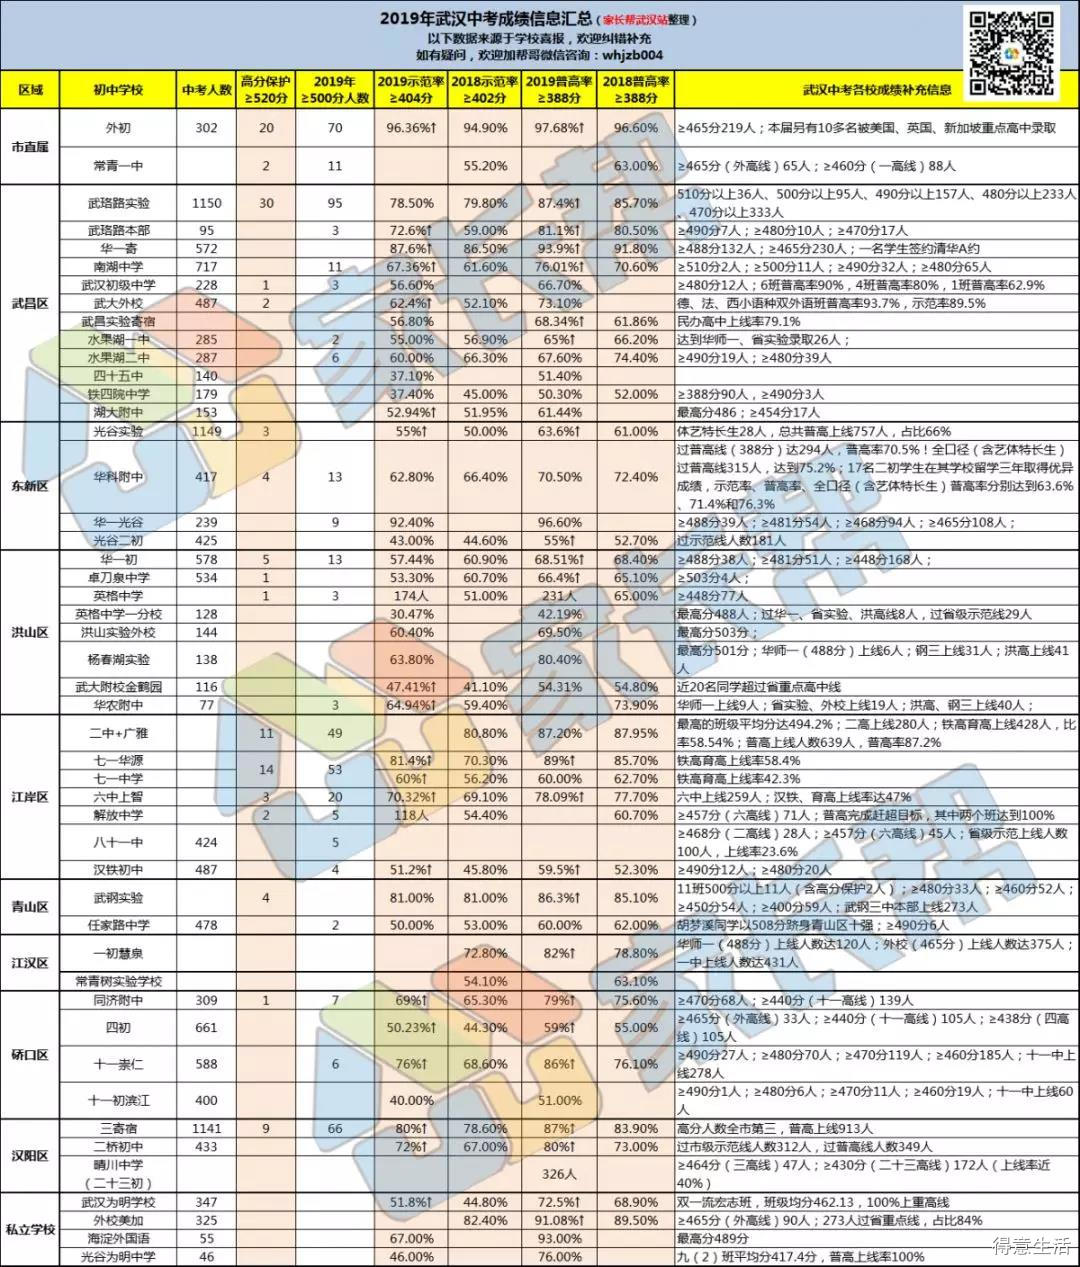 2019年武汉中考成绩信息汇总（家长帮武汉站整理）
以下数据来源于学校喜报，欢迎纠错补充
如有疑问，欢迎加帮哥微信咨询：whjzb004
区域 初中学校 中考人数 高分保护≥520分 2019年≥500分人数 2019示范率≥404分 2018示范率≥402分 2019普高率≥388分 2018普高率≥388分 武汉中考各校成绩补充信息
市直属
外初 302 20 70 96.36%↑ 94.90% 97.68%↑ 96.60% ≥465分219人；本届另有10多名被美国、英国、新加坡重点高中录取
常青一中 2 11 55.20% 63.00% ≥465分（外高线）65人；≥460分（一高线）88人
武昌区
武珞路实验 1150 30 95 78.50% 79.80% 87.4%↑ 85.70% 510分以上36人、500分以上95人、490分以上157人、480分以上233人
、470分以上333人
武珞路本部 95 3 72.6%↑ 59.00% 81.1%↑ 80.50% ≥490分7人；≥480分10人；≥470分17人
华一寄 572 87.6%↑ 86.50% 93.9%↑ 91.80% ≥488分132人；≥465分230人；一名学生签约清华A约
南湖中学 717 11 67.36%↑ 61.60% 76.01%↑ 70.60% ≥510分2人；≥500分11人；≥490分32人；≥480分65人
武汉初级中学 228 1 3 56.60% 66.70% ≥480分12人；6班普高率90%，4班普高率80%，1班普高率62.9%
武大外校 487 2 62.4%↑ 52.10% 73.10% 德、法、西小语种双外语班普高率93.7%，示范率89.5%
武昌实验寄宿 56.80% 68.34%↑ 61.86% 民办高中上线率79.1%
水果湖一中 285 2 55.00% 56.90% 65%↑ 66.20% 达到华师一、省实验录取26人；
水果湖二中 287 6 60.00% 66.30% 67.60% 74.40% ≥490分19人；≥480分39人
四十五中 140 37.10% 51.40%
铁四院中学 179 37.40% 45.00% 50.30% 52.00% ≥388分90人，≥490分3人
湖大附中 153 52.94%↑ 51.95% 61.44% 最高分486；≥454分17人
东新区
光谷实验 1149 3 55%↑ 50.00% 63.6%↑ 61.00% 体艺特长生28人，总共普高上线757人，占比66%
华科附中 417 4 13 62.80% 66.40% 70.50% 72.40% 过普高线（388分）达294人，普高率70.5%！全口径（含艺体特长生）
过普高线315人，达到75.2%；17名二初学生在其学校留学三年取得优异
成绩，示范率、普高率、全口径（含艺体特长生）普高率分别达到63.6%
、71.4%和76.3%
华一光谷 239 9 92.40% 96.60% ≥488分39人；≥481分54人；≥468分94人；≥465分108人；
光谷二初 425 43.00% 44.60% 55%↑ 52.70% 过示范线人数181人
洪山区
华一初 578 5 13 57.44% 60.90% 68.51%↑ 68.40% ≥488分38人；≥481分51人；≥448分168人；
卓刀泉中学 534 1 53.30% 60.70% 66.4%↑ 65.10% ≥503分4人；
英格中学 1 3 174人 51.00% 231人 65.00% ≥448分77人
英格中学一分校 128 30.47% 42.19% 最高分488人；过华一、省实验、洪高线8人，过省级示范线29人
洪山实验外校 144 60.40% 69.50% 最高分503分；
杨春湖实验 138 63.80% 80.40% 最高分501分；华师一（488分）上线6人；钢三上线31人；洪高上线41
人
武大附校金鹤园 116 47.41%↑ 41.10% 54.31% 54.80% 近20名同学超过省重点高中线
华农附中 77 3 64.94%↑ 59.40% 73.90% 华师一上线9人；省实验、外校上线19人；洪高、钢三上线40人；
江岸区
二中+广雅 11 49 80.80% 87.20% 87.95% 最高的班级平均分达494.2%；二高上线280人；铁高育高上线428人，比
率58.54%；普高上线人数639人，普高率87.2%
七一华源 14 53 81.4%↑ 70.30% 89%↑ 85.70% 铁高育高上线率58.4%
七一中学 60%↑ 56.20% 60.00% 62.70% 铁高育高上线率42.3%
六中上智 3 20 70.32%↑ 69.10% 78.09%↑ 77.70% 六中上线259人；汉铁、育高上线率达47%
解放中学 2 5 118人 54.40% 60.70% ≥457分（六高线）71人；普高完成赶超目标，其中两个班达到100%
八十一中 424 5 ≥468分（二高线）28人；≥457分（六高线）45人；省级示范上线人数
100人，上线率23.6%
汉铁初中 487 4 51.2%↑ 45.80% 59.5%↑ 52.30% ≥490分12人；≥480分20人
青山区
武钢实验 4 81.00% 81.00% 86.3%↑ 85.10% 11班500分以上11人（含高分保护2人）；≥480分33人；≥460分52人；
≥450分54人；≥400分59人；武钢三中本部上线273人
任家路中学 478 2 50.00% 53.00% 60.00% 62.00% 胡梦溪同学以508分跻身青山区十强；≥490分6人
江汉区
一初慧泉 72.80% 82%↑ 78.80% 华师一（488分）上线人数达120人；外校（465分）上线人数达375人；
一中上线人数达431人
常青树实验学校 54.10% 63.10%
硚口区
同济附中 309 1 7 69%↑ 65.30% 79%↑ 75.60% ≥470分68人；≥440分（十一高线）139人
四初 661 50.23%↑ 44.30% 59%↑ 55.00% ≥465分（外高线）33人；≥440分（十一高线）105人；≥438分（四高
线）105人
十一崇仁 588 6 76%↑ 68.60% 86%↑ 76.10% ≥490分27人；≥480分70人；≥470分119人；≥460分185人；十一中上
线278人
十一初滨江 400 40.00% 51.00% ≥490分1人；≥480分6人；≥470分11人；≥460分19人；十一中上线60
人
汉阳区
三寄宿 1141 9 66 80%↑ 78.60% 87%↑ 83.90% 高分人数全市第三，普高上线913人
二桥初中 433 72%↑ 67.00% 80%↑ 73.00% 过市级示范线人数312人，过普高线人数349人
晴川中学
（二十三初） 326人 ≥464分（三高线）47人；≥430分（二十三高线）172人（上线率近
40%）
私立学校
武汉为明学校 347 51.8%↑ 44.80% 72.5%↑ 68.90% 双一流宏志班，班级均分462.13，100%上重高线
外校美加 325 82.40% 91.08%↑ 89.50% ≥465分（外高线）90人；273人过省重点线，占比84%
海淀外国语 55 67.00% 93.00% 最高分489分
光谷为明中学 46 46.00% 76.00% 九（2）班平均分417.4分，普高上线率100%
家长帮
家长帮
家长帮
得意生活